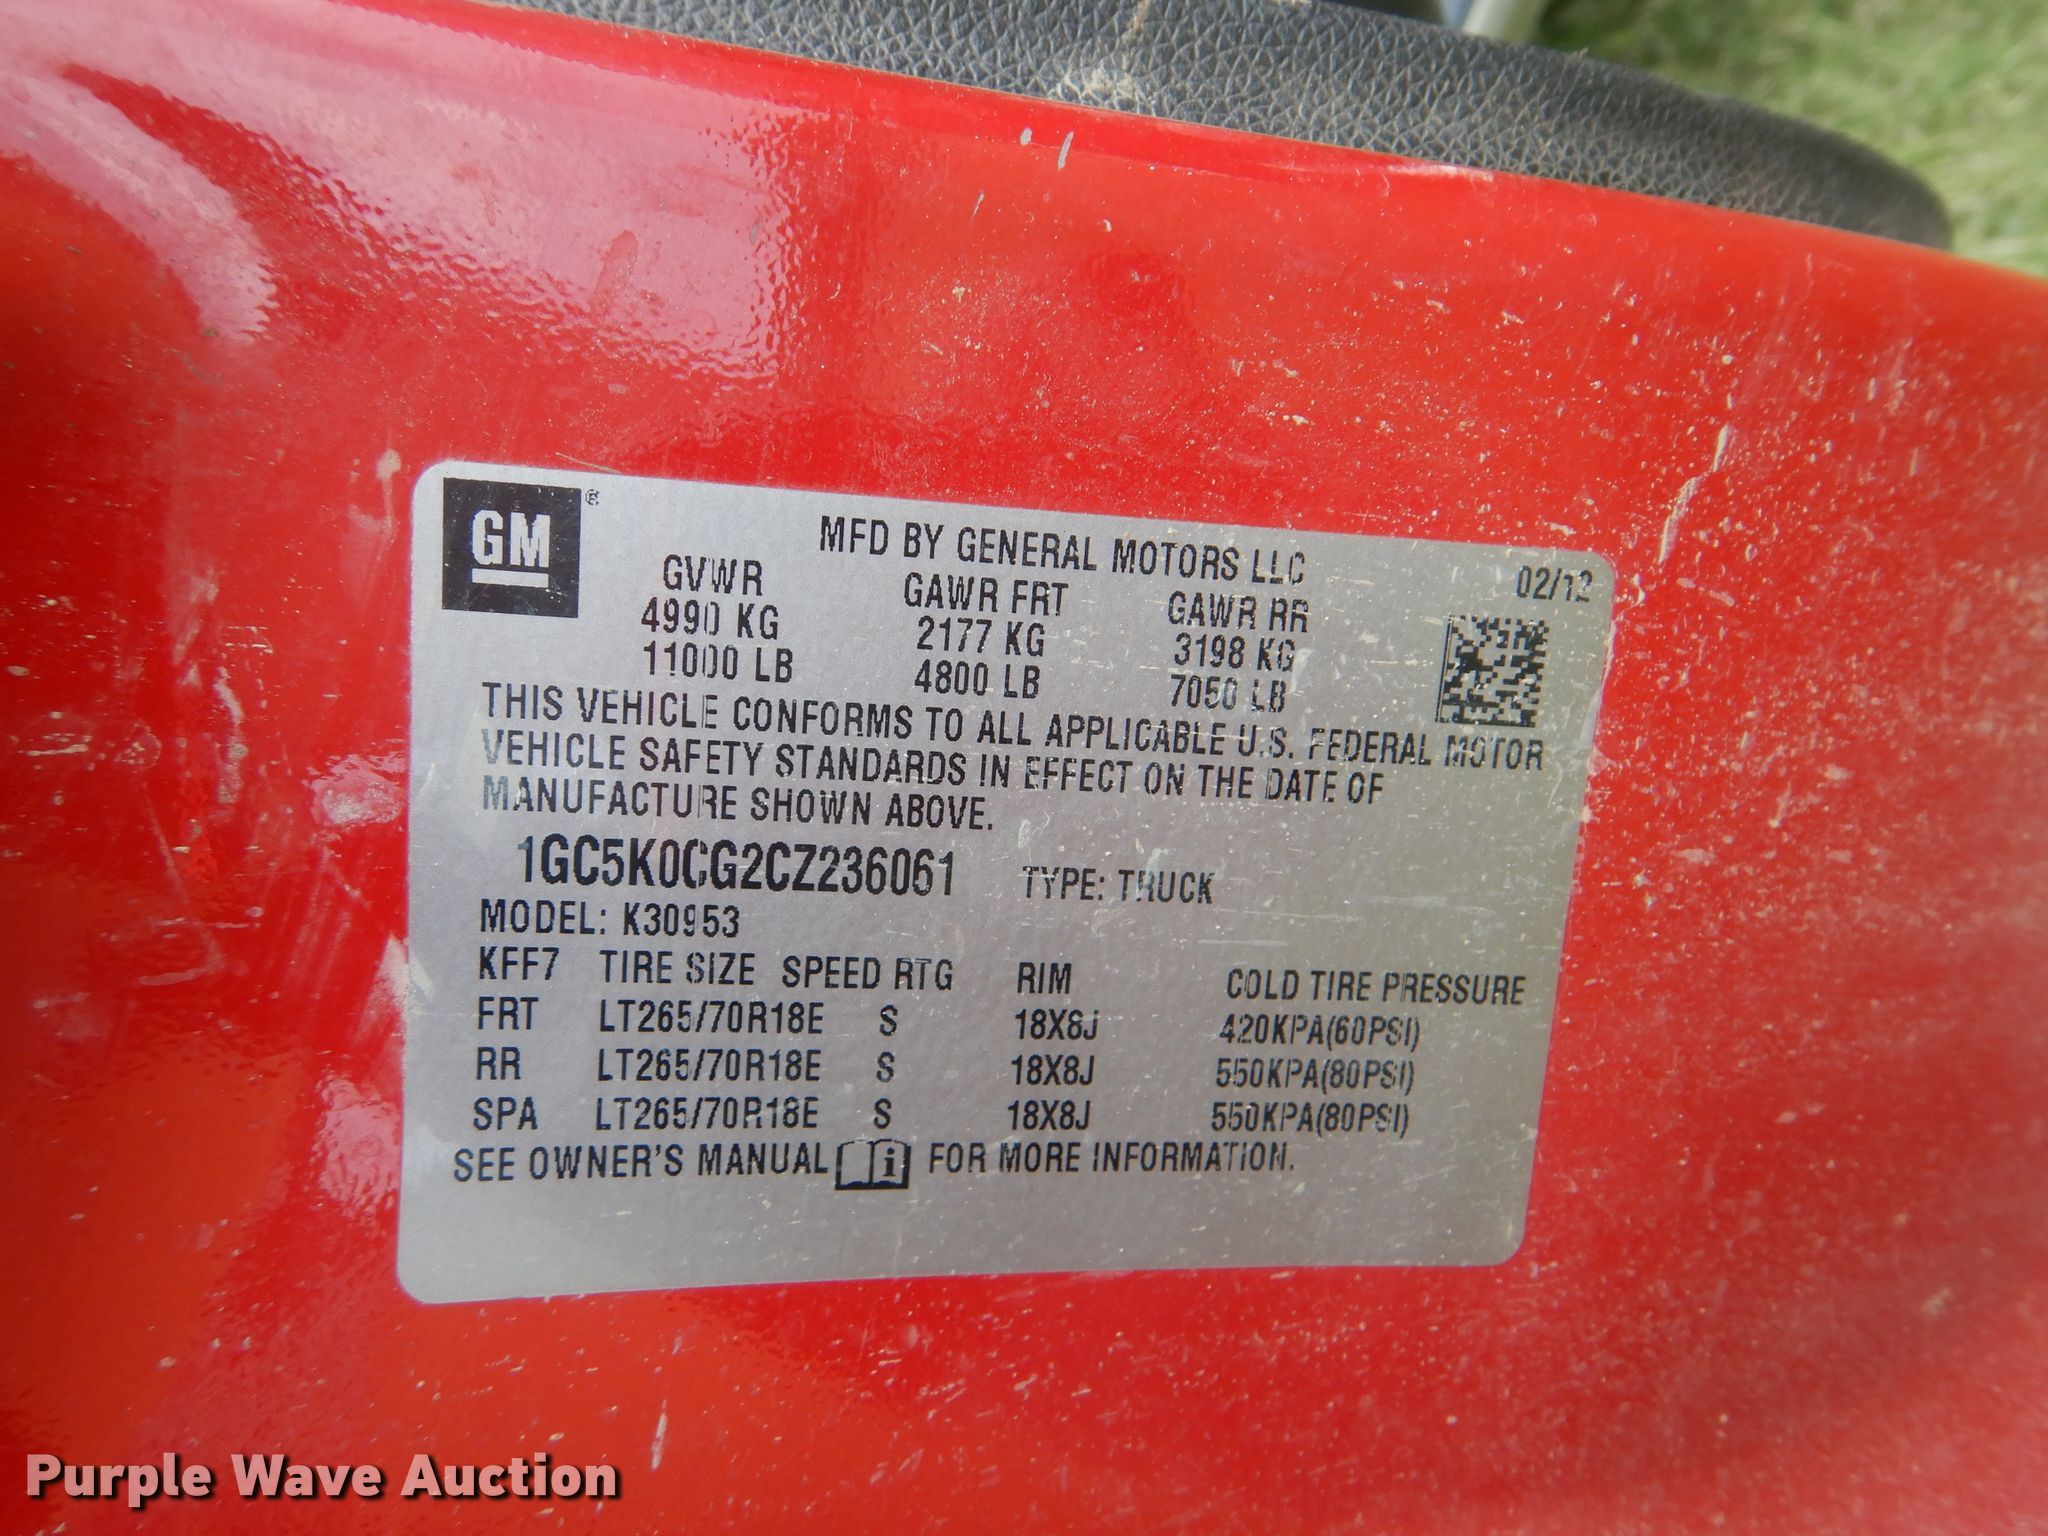 GM®
MFD BY GENERAL MOTORS LLC
02/12
GVWR GAWR FRT GAWR RR
4990 KG 2177 KG 3198 KG
11000 LB 4800 LB 7050 LB
THIS VEHICLE CONFORMS TO ALL APPLICABLE U.S. FEDERAL MOTOR
VEHICLE SAFETY STANDARDS IN EFFECT ON THE DATE OF
MANUFACTURE SHOWN ABOVE.
1GC5K0CG2CZ236061 TYPE: TRUCK
MODEL: K30953
KFF7 TIRE SIZE SPEED RTG RIM COLD TIRE PRESSURE
FRT LT265/70R18E S 18X8J 420KPA(60PSI)
RR LT265/70R18E S 18X8J 550KPA(80PSI)
SPA LT265/70R18E S 18X8J 550KPA(80PSI)
SEE OWNER'S MANUAL i FOR MORE INFORMATION.
Purple Wave Auction